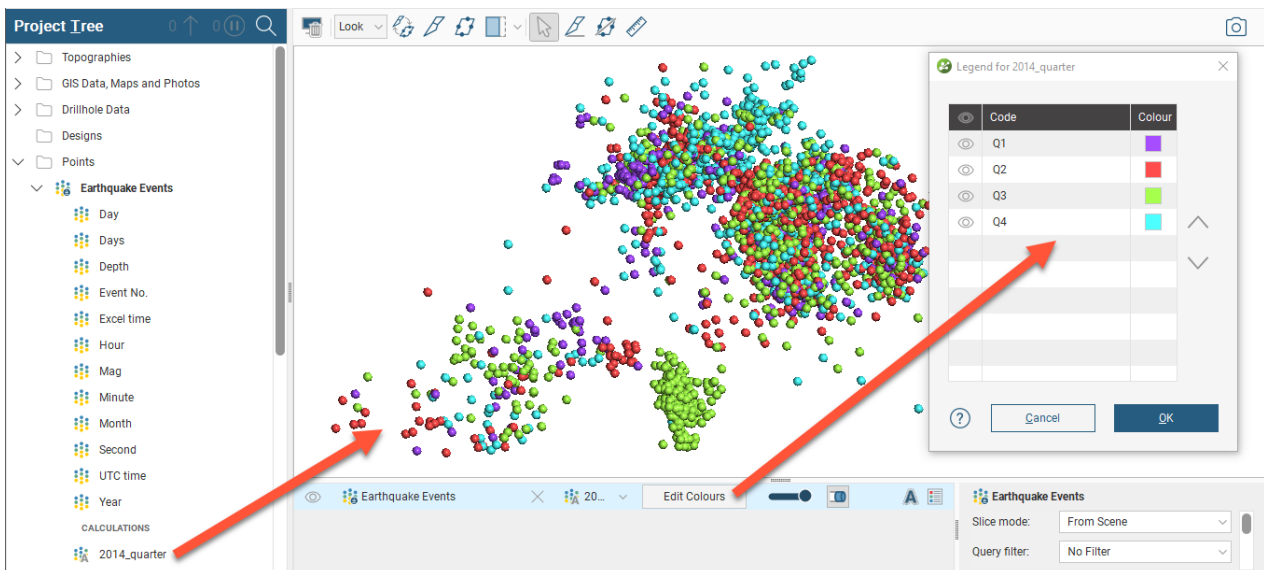 Project Tree 0 0
Look
Topographies
GIS Data, Maps and Photos
Drillhole Data
Designs
Points
Earthquake Events
Day
Days
Depth
Event No.
Excel time
Hour
Mag
Minute
Month
Second
UTC time
Year
CALCULATIONS
2014_quarter
Legend for 2014_quarter
Code Colour
Q1
Q2
Q3
Q4
? Cancel OK
Earthquake Events 20... Edit Colours A
Earthquake Events
Slice mode: From Scene
Query filter: No Filter